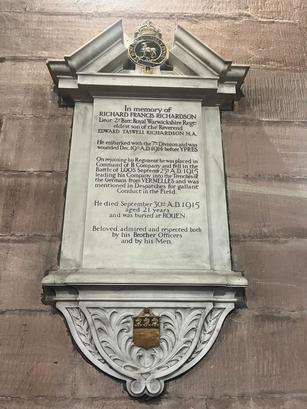 In memory of
RICHARD FRANCIS RICHARDSON
Lieut: 2ⁿᵈ Batt: Royal Warwickshire Regt:
eldest son of the Reverend
EDWARD TASWELL RICHARDSON M.A.
He embarked with the 7ᵗʰ Division and was
wounded Dec. 19ᵗʰ A.D. 1914 before YPRES
On rejoining his Regiment he was placed in
Command of B Company and fell in the
Battle of LOOS Septemb: 25ᵗʰ A.D. 1915
leading his Company into the Trenches of
the Germans from VERMELLES and was
mentioned in Despatches for gallant
Conduct in the Field.
He died September 30ᵗʰ A.D. 1915
aged 21 years
and was buried at ROUEN
Beloved, admired and respected both
by his Brother Officers
and by his Men.